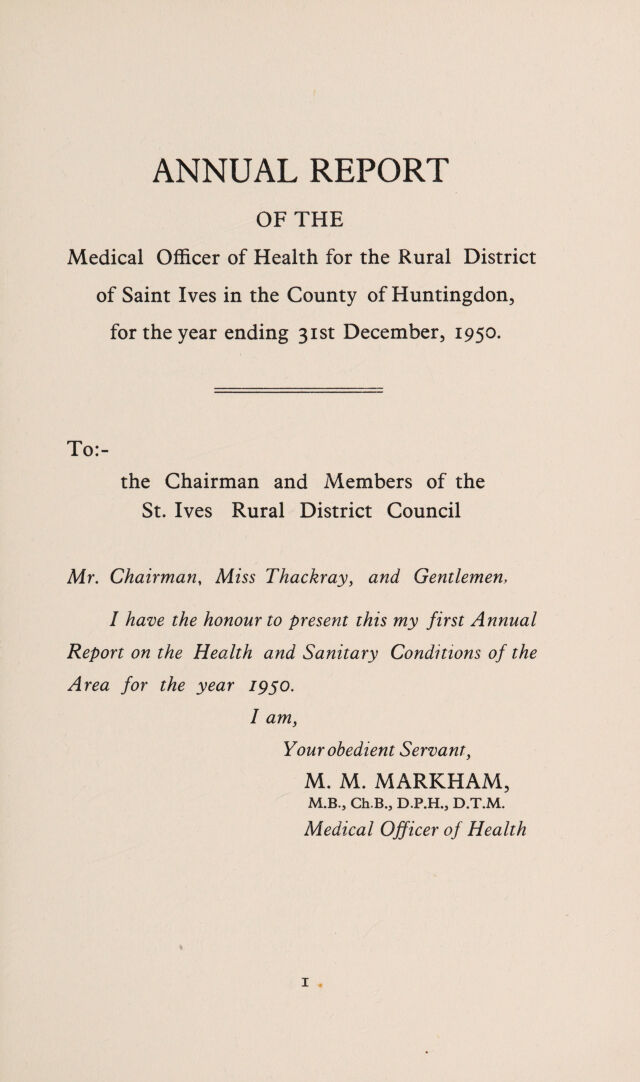 ANNUAL REPORT
OF THE
Medical Officer of Health for the Rural District
of Saint Ives in the County of Huntingdon,
for the year ending 31st December, 1950.
To:-
the Chairman and Members of the
St. Ives Rural District Council
Mr. Chairman, Miss Thackray, and Gentlemen,
I have the honour to present this my first Annual
Report on the Health and Sanitary Conditions of the
Area for the year 1950.
I am,
Your obedient Servant,
M. M. MARKHAM,
M.B., Ch.B., D.P.H., D.T.M.
Medical Officer of Health
1